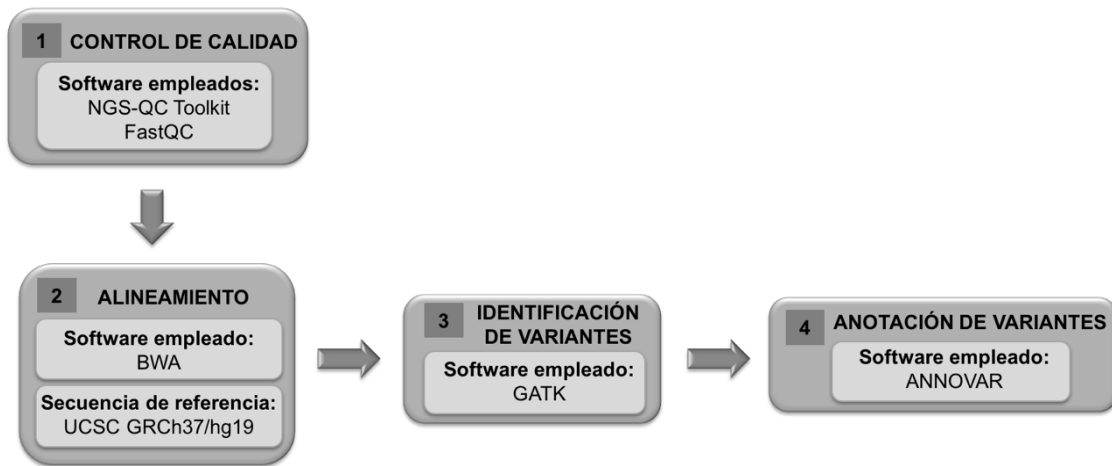 1 CONTROL DE CALIDAD
Software empleados:
NGS-QC Toolkit
FastQC
2 ALINEAMIENTO
Software empleado:
BWA
Secuencia de referencia:
UCSC GRCh37/hg19
3 IDENTIFICACIÓN
DE VARIANTES
Software empleado:
GATK
4 ANOTACIÓN DE VARIANTES
Software empleado:
ANNOVAR